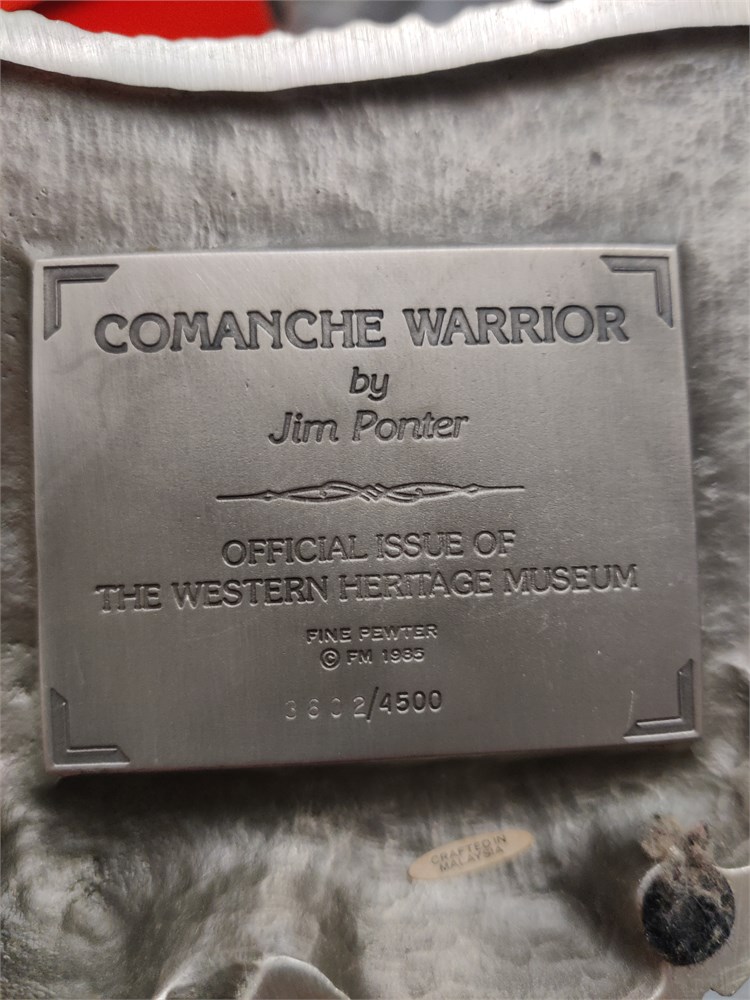 COMANCHE WARRIOR
by
Jim Ponter
OFFICIAL ISSUE OF
THE WESTERN HERITAGE MUSEUM
FINE PEWTER
© FM 1985
3602/4500
CRAFTED IN
MALAYSIA